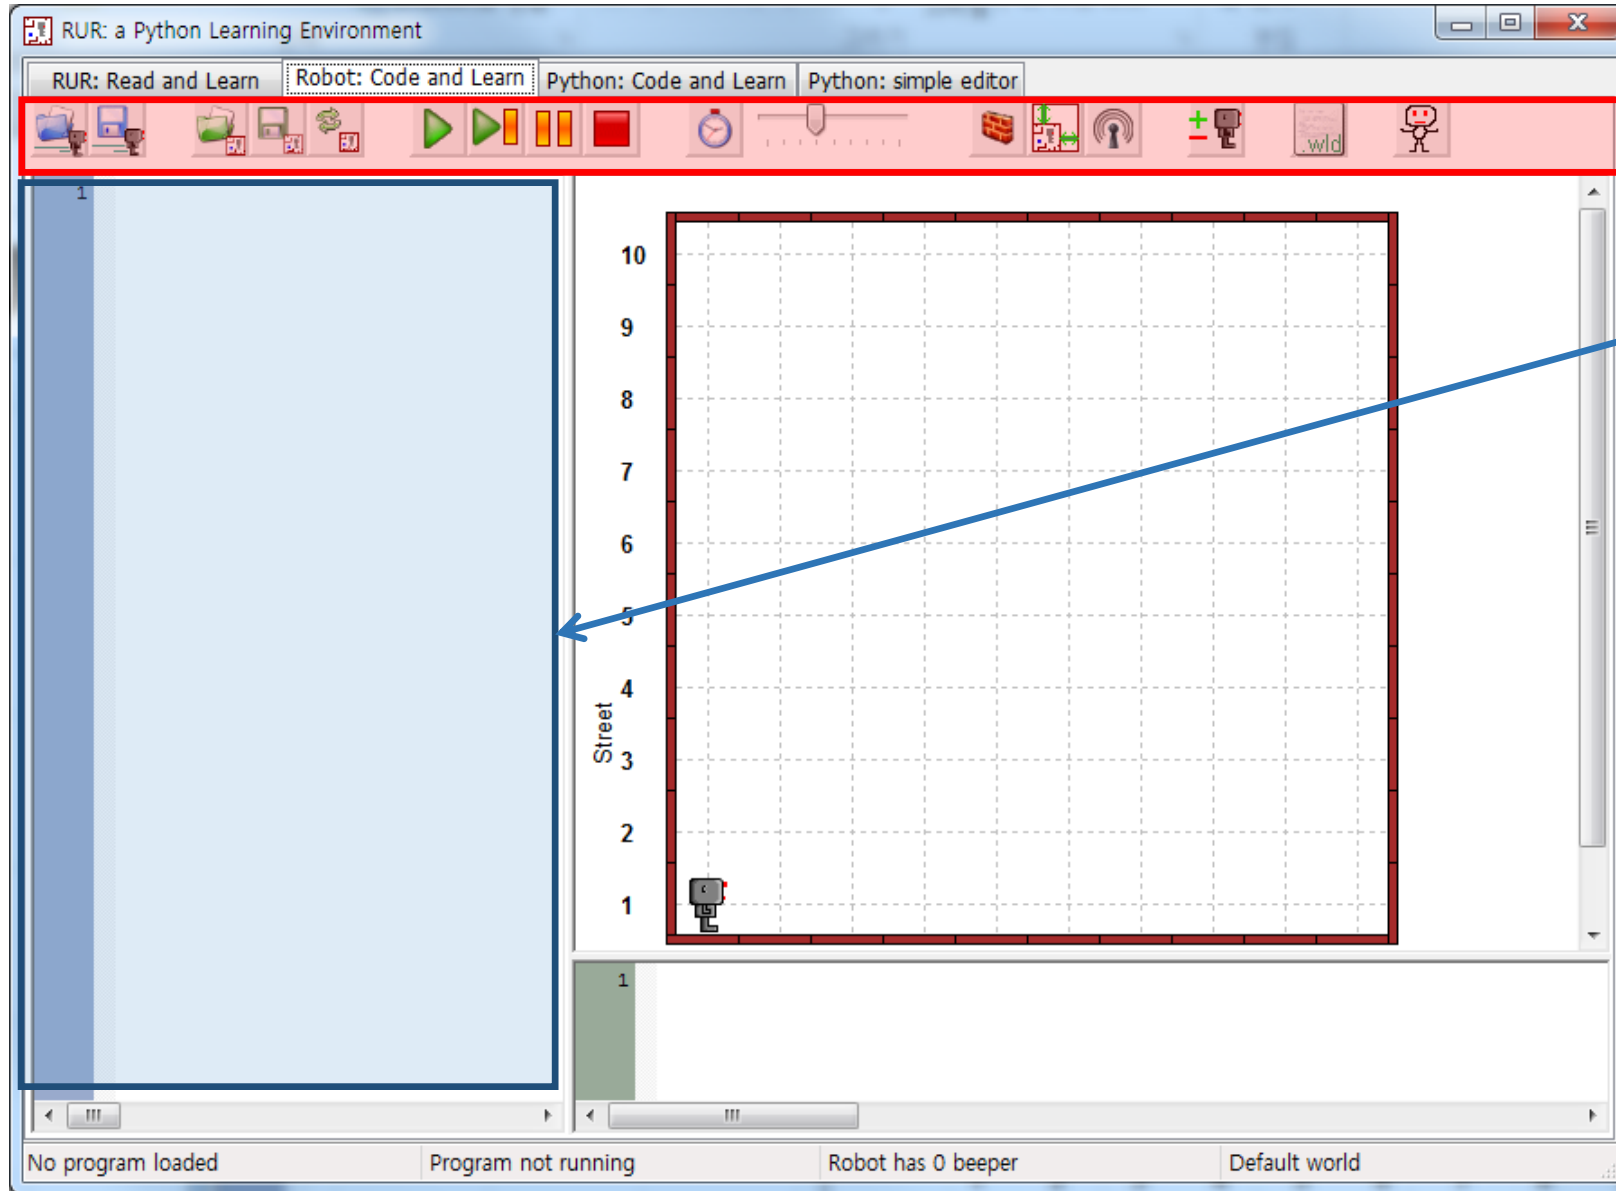 RUR: a Python Learning Environment
RUR: Read and Learn Robot: Code and Learn Python: Code and Learn Python: simple editor
.wld
1
10
9
8
7
6
5
4
Street
3
2
1
1
No program loaded Program not running Robot has 0 beeper Default world